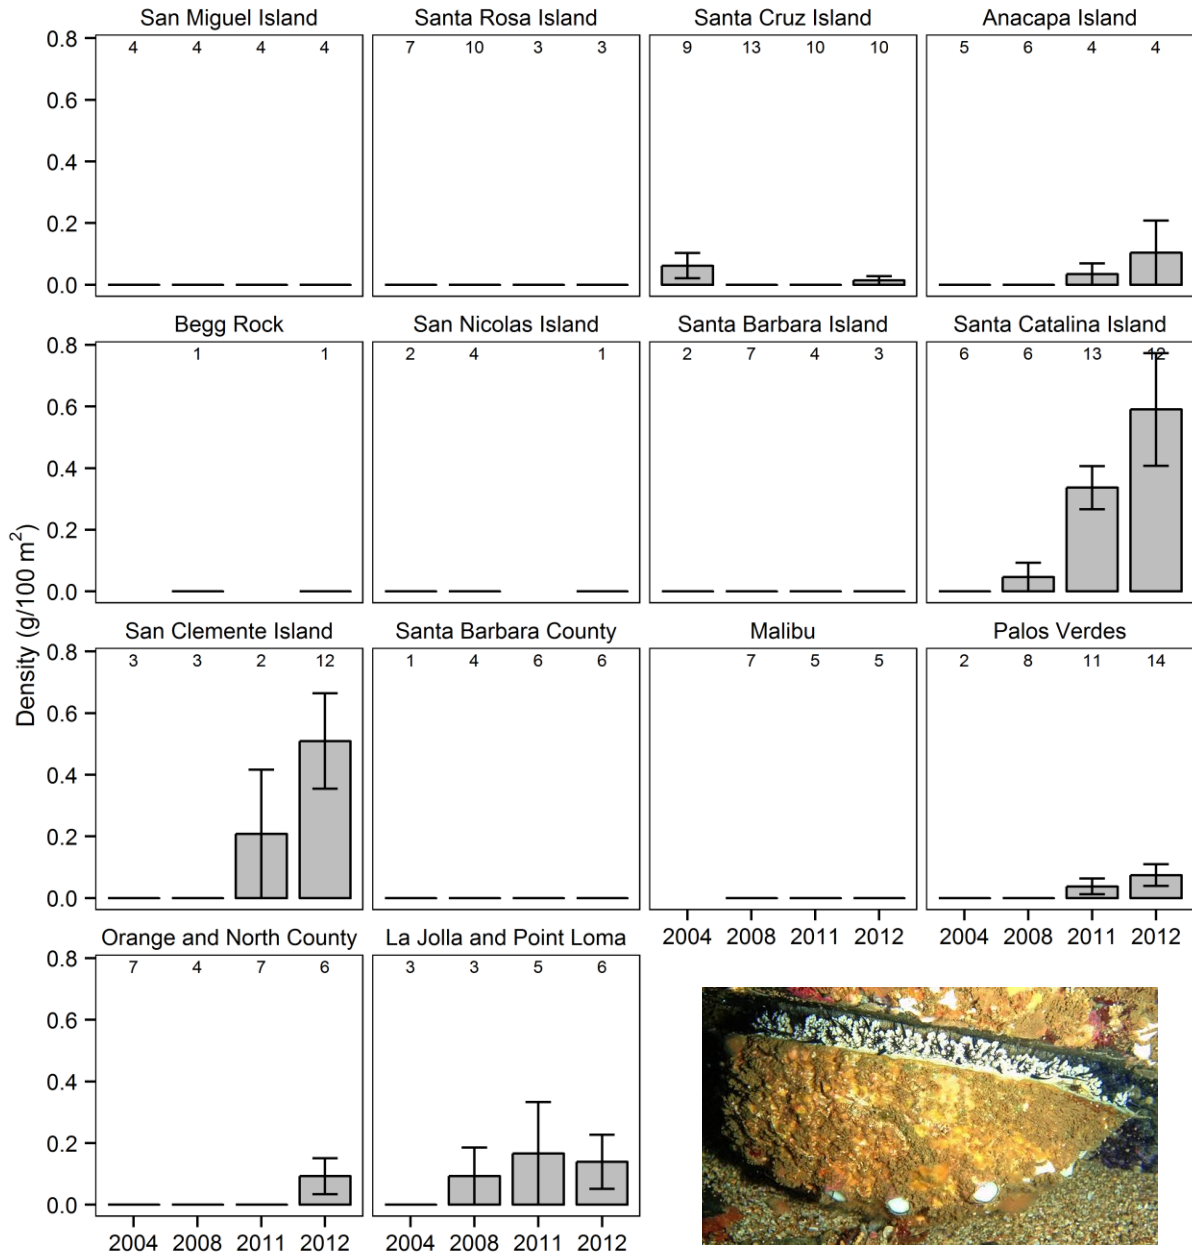 San Miguel Island Santa Rosa Island Santa Cruz Island Anacapa Island
0.8
4 4 4 4 7 10 3 3 9 13 10 10 5 6 4 4
0.6
0.4
0.2
0.0
Begg Rock San Nicolas Island Santa Barbara Island Santa Catalina Island
0.8
1 1 2 4 1 2 7 4 3 6 6 13 12
0.6
0.4
0.2
0.0
Density (g/100 m²)
San Clemente Island Santa Barbara County Malibu Palos Verdes
0.8
3 3 2 12 1 4 6 6 7 5 5 2 8 11 14
0.6
0.4
0.2
0.0
2004 2008 2011 2012 2004 2008 2011 2012
Orange and North County La Jolla and Point Loma
0.8
7 4 7 6 3 3 5 6
0.6
0.4
0.2
0.0
2004 2008 2011 2012 2004 2008 2011 2012